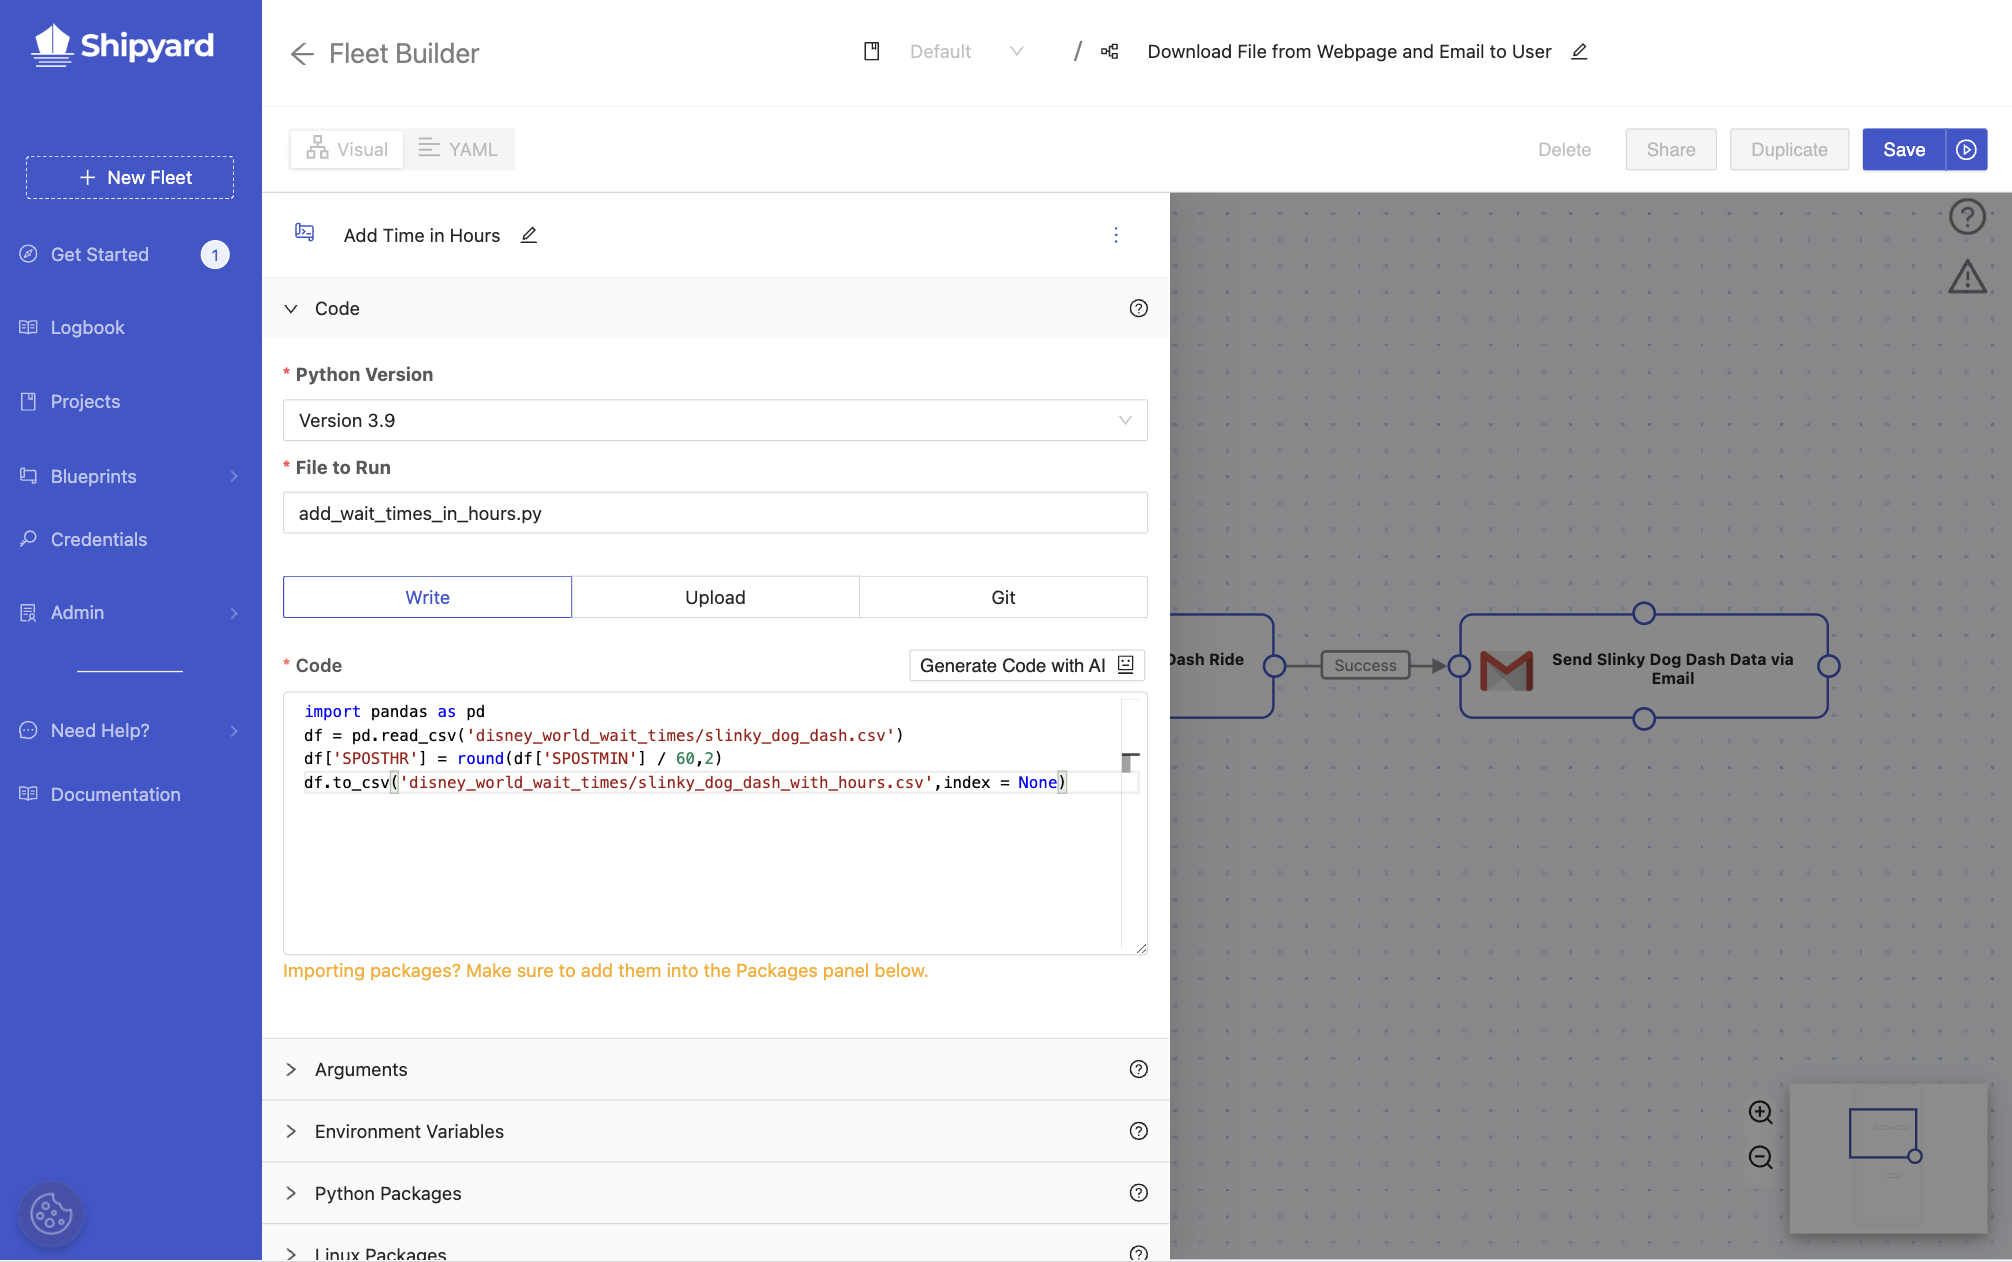 Shipyard
Fleet Builder
Default
/
Download File from Webpage and Email to User
Visual
YAML
Delete
Share
Duplicate
Save
+ New Fleet
Get Started
1
Logbook
Projects
Blueprints
Credentials
Admin
Need Help?
Documentation
Add Time in Hours
Code
* Python Version
Version 3.9
* File to Run
add_wait_times_in_hours.py
Write
Upload
Git
* Code
Generate Code with AI
import pandas as pd
df = pd.read_csv('disney_world_wait_times/slinky_dog_dash.csv')
df['SPOSTHR'] = round(df['SPOSTMIN'] / 60,2)
df.to_csv('disney_world_wait_times/slinky_dog_dash_with_hours.csv',index = None)
Importing packages? Make sure to add them into the Packages panel below.
Arguments
Environment Variables
Python Packages
Linux Packages
Dash Ride
Success
Send Slinky Dog Dash Data via
Email